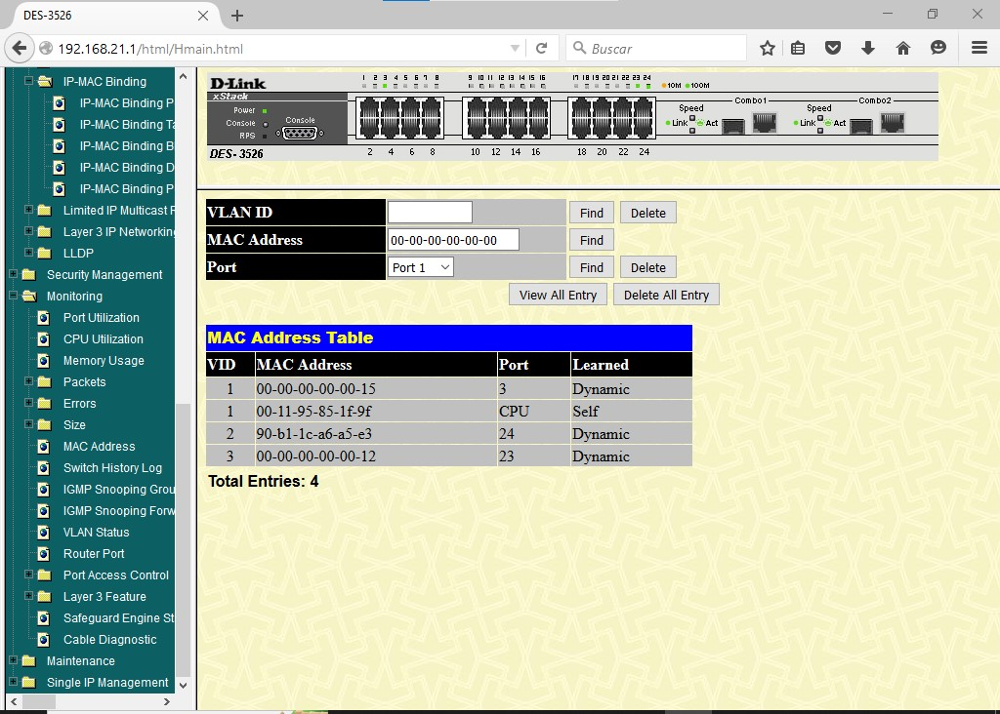 DES-3526
192.168.21.1/html/Hmain.html
Buscar
IP-MAC Binding
IP-MAC Binding P
IP-MAC Binding Ta
IP-MAC Binding B
IP-MAC Binding D
IP-MAC Binding P
Limited IP Multicast R
Layer 3 IP Networking
LLDP
Security Management
Monitoring
Port Utilization
CPU Utilization
Memory Usage
Packets
Errors
Size
MAC Address
Switch History Log
IGMP Snooping Grou
IGMP Snooping Forw
VLAN Status
Router Port
Port Access Control
Layer 3 Feature
Safeguard Engine St
Cable Diagnostic
Maintenance
Single IP Management
D-Link
xStack
Power
Console
RPS
Console
DES-3526
1 2 3 4 5 6 7 8 9 10 11 12 13 14 15 16 17 18 19 20 21 22 23 24 10M 100M
2 4 6 8 10 12 14 16 18 20 22 24
Combo1 Combo2
Speed Speed
Link Act Link Act
VLAN ID Find Delete
MAC Address 00-00-00-00-00-00 Find
Port Port 1 Find Delete
View All Entry Delete All Entry
MAC Address Table
VID MAC Address Port Learned
1 00-00-00-00-00-15 3 Dynamic
1 00-11-95-85-1f-9f CPU Self
2 90-b1-1c-a6-a5-e3 24 Dynamic
3 00-00-00-00-00-12 23 Dynamic
Total Entries: 4